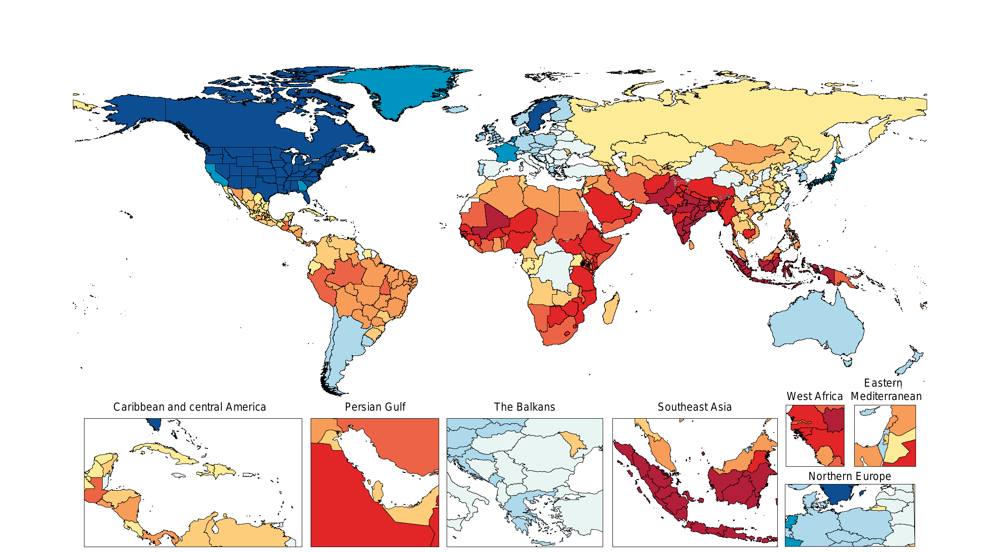 Caribbean and central America
Persian Gulf
The Balkans
Southeast Asia
West Africa
Eastern
Mediterranean
Northern Europe